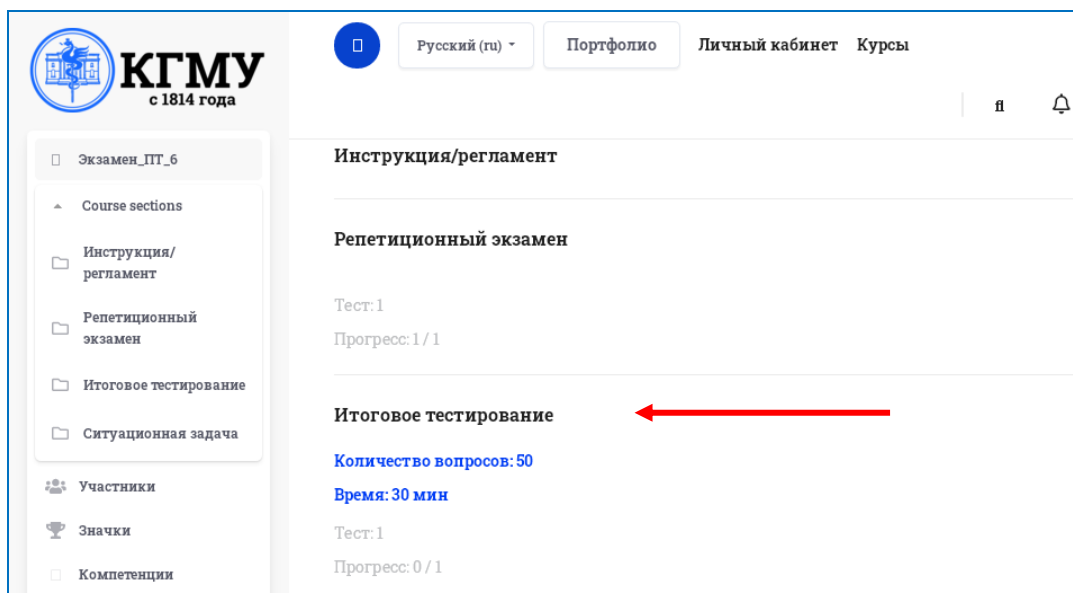 КГМУ
с 1814 года
Русский (ru)
Портфолио
Личный кабинет
Курсы
Экзамен_ПТ_6
Course sections
Инструкция/
регламент
Репетиционный
экзамен
Итоговое тестирование
Ситуационная задача
Участники
Значки
Компетенции
Инструкция/регламент
Репетиционный экзамен
Тест: 1
Прогресс: 1 / 1
Итоговое тестирование
Количество вопросов: 50
Время: 30 мин
Тест: 1
Прогресс: 0 / 1